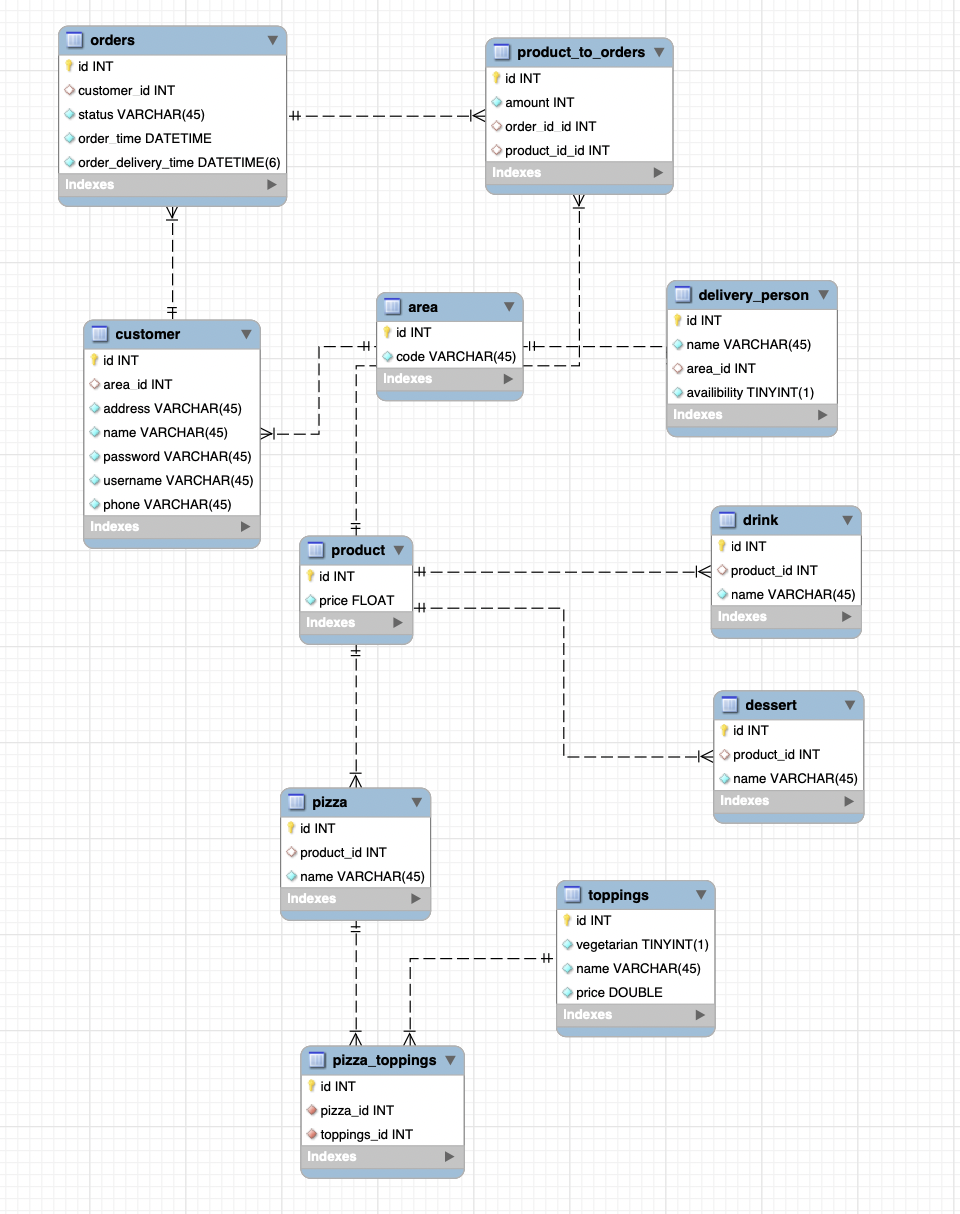 orders
id INT
customer_id INT
status VARCHAR(45)
order_time DATETIME
order_delivery_time DATETIME(6)
Indexes
product_to_orders
id INT
amount INT
order_id_id INT
product_id_id INT
Indexes
area
id INT
code VARCHAR(45)
Indexes
delivery_person
id INT
name VARCHAR(45)
area_id INT
availibility TINYINT(1)
Indexes
customer
id INT
area_id INT
address VARCHAR(45)
name VARCHAR(45)
password VARCHAR(45)
username VARCHAR(45)
phone VARCHAR(45)
Indexes
product
id INT
price FLOAT
Indexes
drink
id INT
product_id INT
name VARCHAR(45)
Indexes
dessert
id INT
product_id INT
name VARCHAR(45)
Indexes
pizza
id INT
product_id INT
name VARCHAR(45)
Indexes
toppings
id INT
vegetarian TINYINT(1)
name VARCHAR(45)
price DOUBLE
Indexes
pizza_toppings
id INT
pizza_id INT
toppings_id INT
Indexes